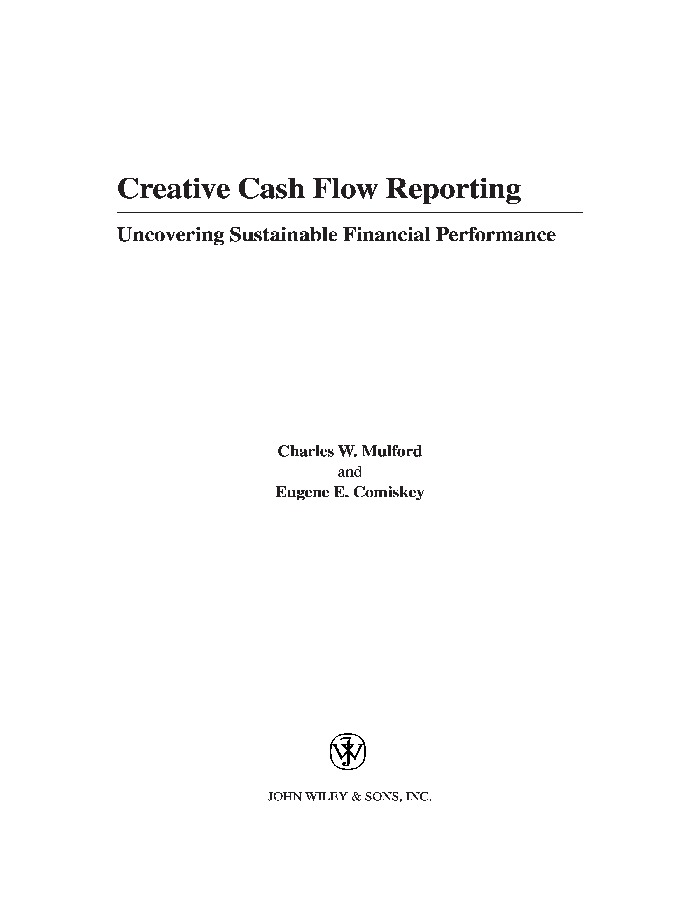 Creative Cash Flow Reporting
Uncovering Sustainable Financial Performance
Charles W. Mulford
and
Eugene E. Comiskey
JOHN WILEY & SONS, INC.